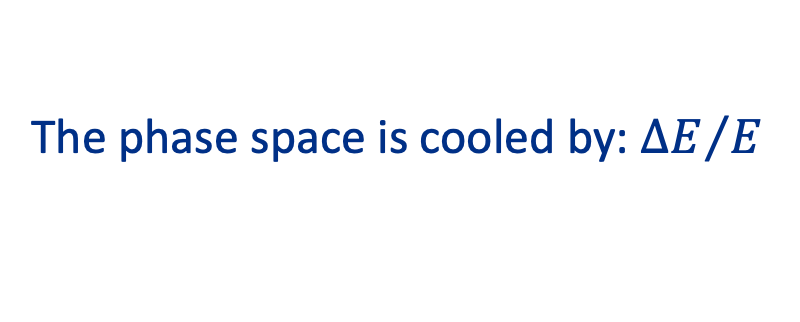 The phase space is cooled by: ΔE/E